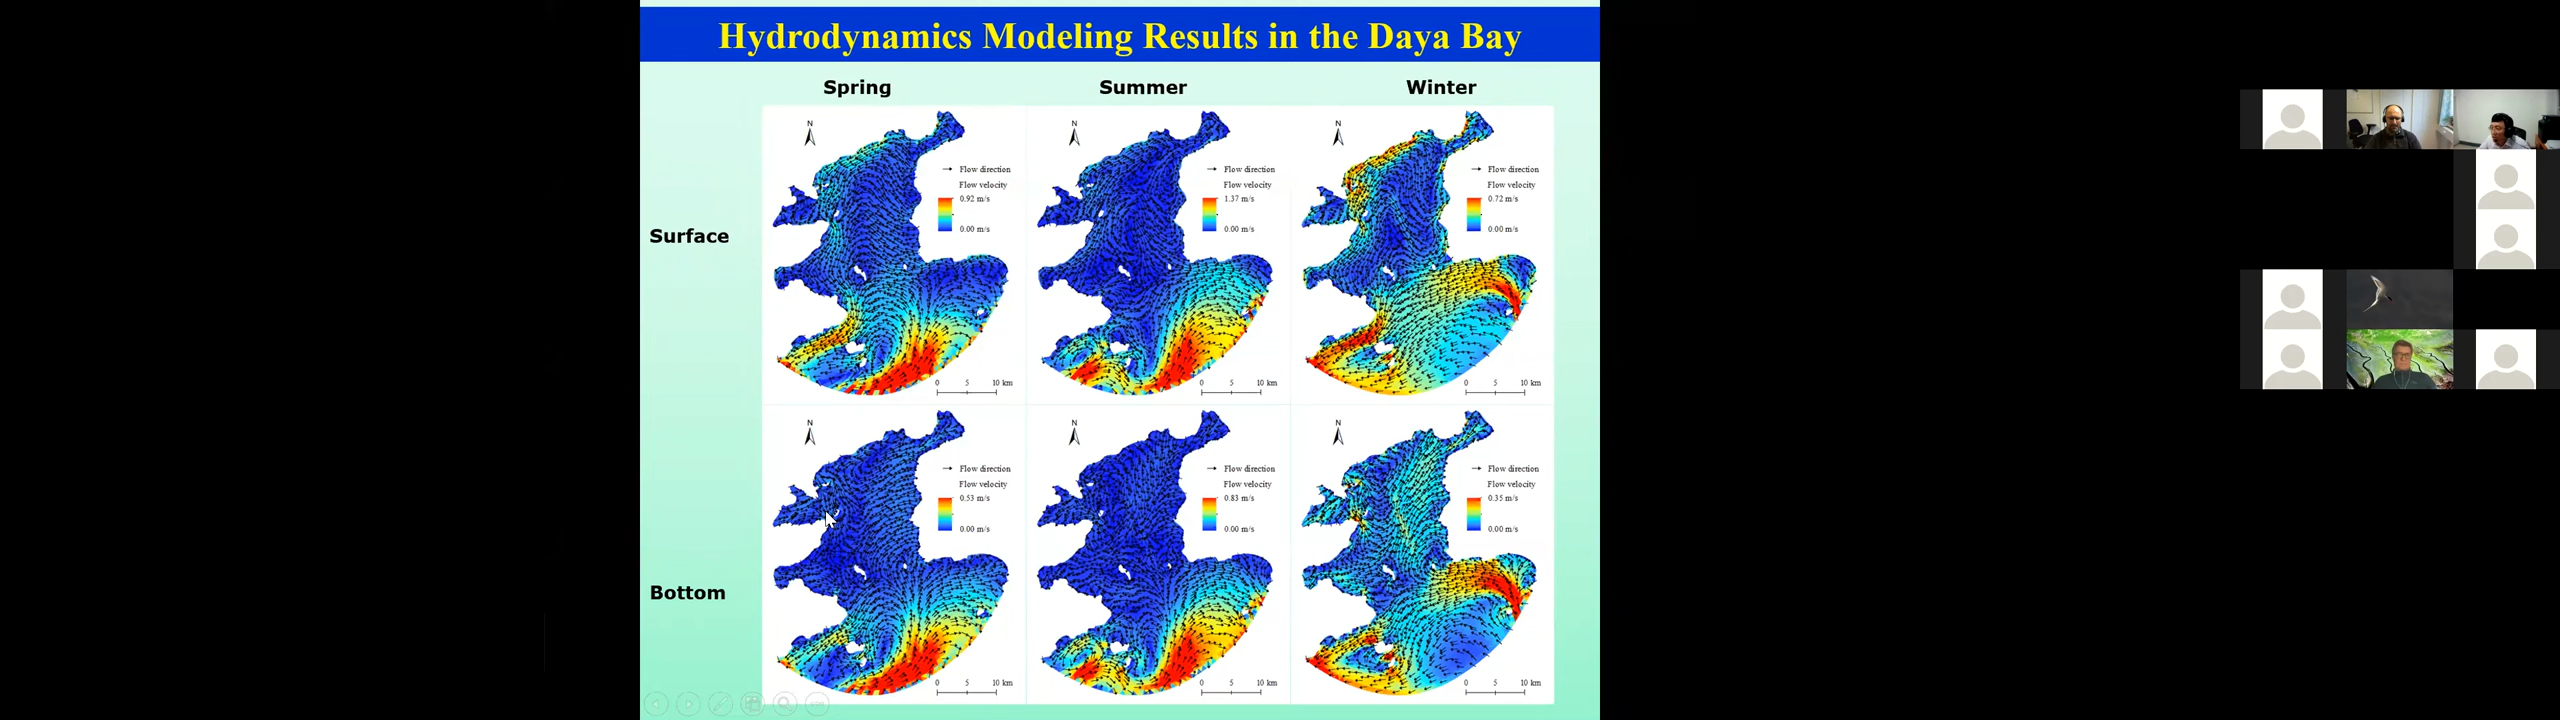 Hydrodynamics Modeling Results in the Daya Bay
Spring
Summer
Winter
Surface
N
Flow direction
Flow velocity
0.92 m/s
0.00 m/s
0 5 10 km
N
Flow direction
Flow velocity
1.37 m/s
0.00 m/s
0 5 10 km
N
Flow direction
Flow velocity
0.72 m/s
0.00 m/s
0 5 10 km
Bottom
N
Flow direction
Flow velocity
0.53 m/s
0.00 m/s
0 5 10 km
N
Flow direction
Flow velocity
0.83 m/s
0.00 m/s
0 5 10 km
N
Flow direction
Flow velocity
0.35 m/s
0.00 m/s
0 5 10 km